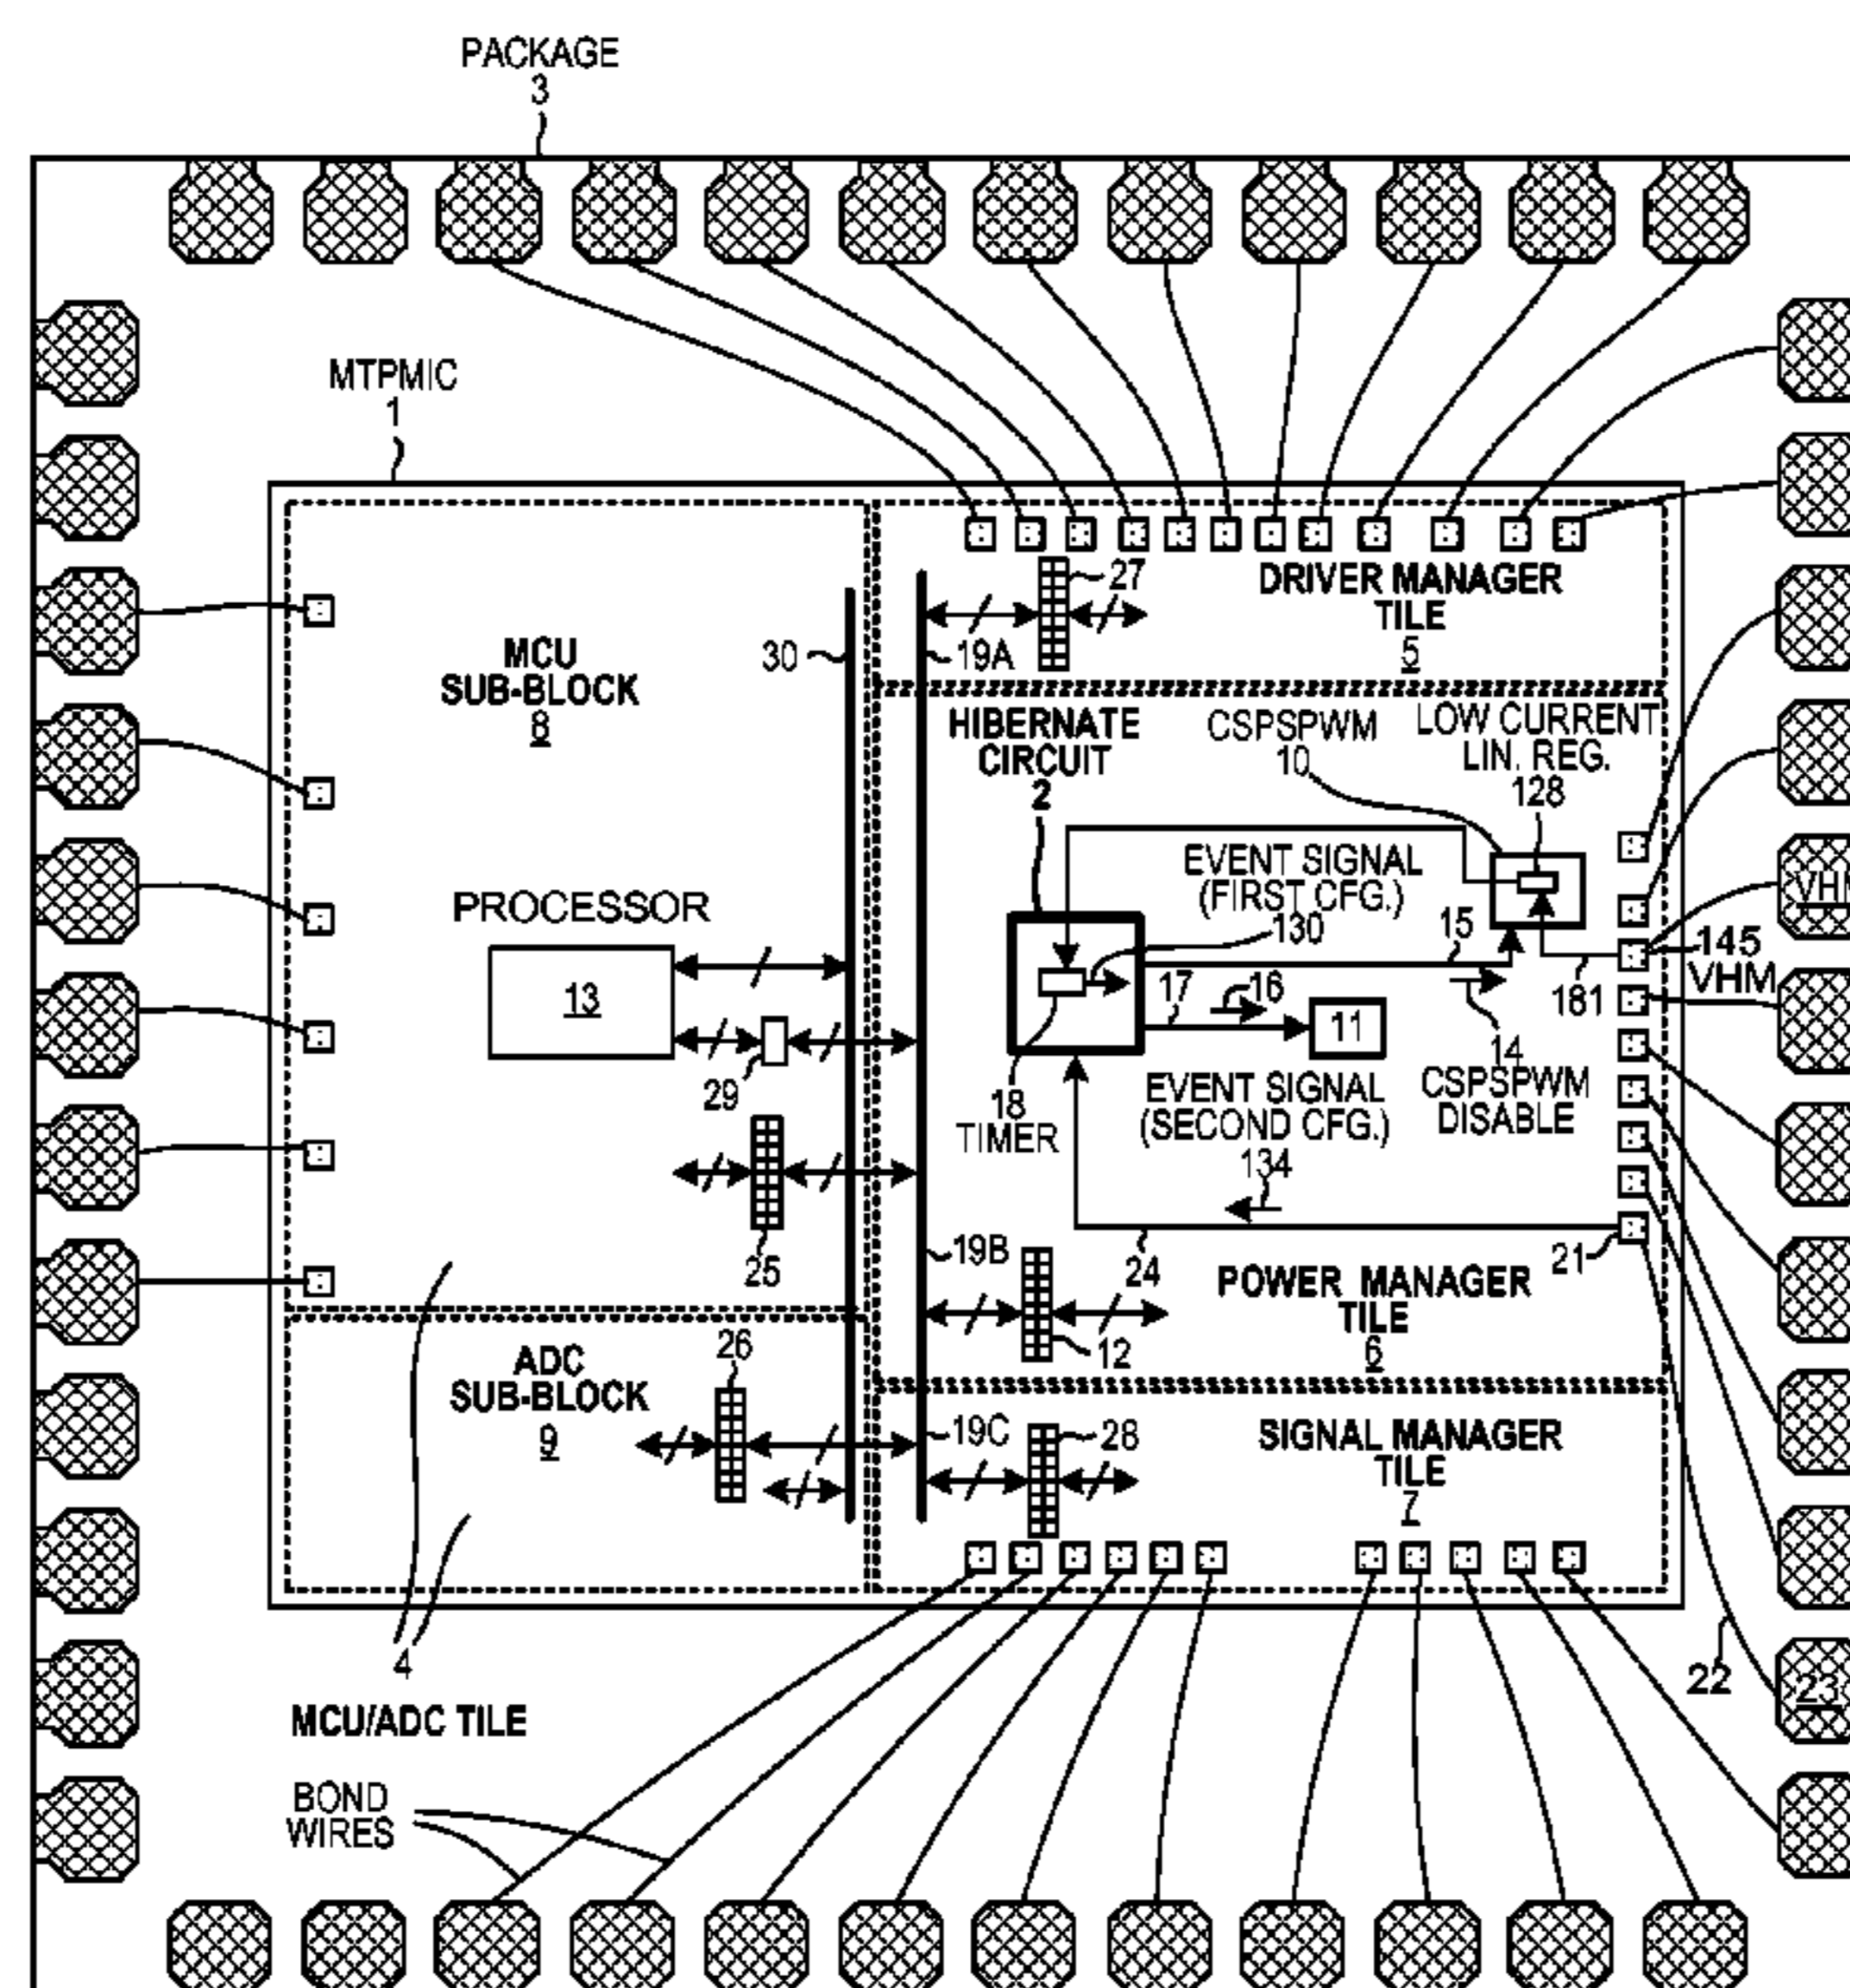 PACKAGE
3
MTPMIC
1
27
DRIVER MANAGER
TILE
5
30
19A
MCU
SUB-BLOCK
8
HIBERNATE
CIRCUIT
2
CSPSPWM
10
LOW CURRENT
LIN. REG.
128
EVENT SIGNAL
(FIRST CFG.)
130
15
VHM
145
VHM
181
PROCESSOR
13
17
16
11
14
CSPSPWM
DISABLE
29
18
TIMER
EVENT SIGNAL
(SECOND CFG.)
134
25
19B
24
21
POWER MANAGER
TILE
6
12
26
ADC
SUB-BLOCK
9
19C
28
SIGNAL MANAGER
TILE
7
4
22
23
MCU/ADC TILE
BOND
WIRES